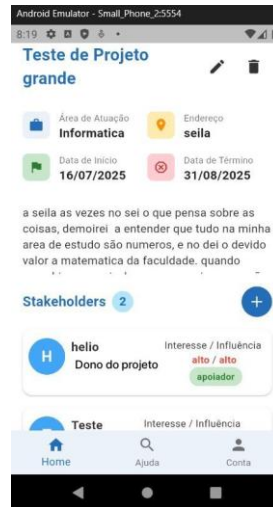 Android Emulator - Small_Phone_2:5554
8:19
Teste de Projeto
grande
Área de Atuação
Informatica
Endereço
seila
Data de Início
16/07/2025
Data de Término
31/08/2025
a seila as vezes no sei o que pensa sobre as
coisas, demoirei a entender que tudo na minha
area de estudo são numeros, e no dei o devido
valor a matematica da faculdade. quando
Stakeholders 2
+
H
helio
Dono do projeto
Interesse / Influência
alto / alto
apoiador
Teste
Interesse / Influência
Home
Ajuda
Conta